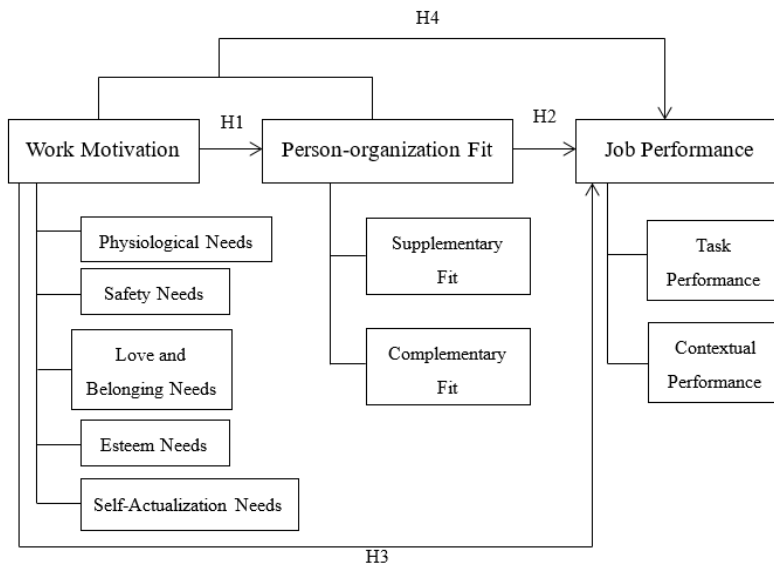 H4
H1
H2
Work Motivation
Person-organization Fit
Job Performance
Physiological Needs
Safety Needs
Love and
Belonging Needs
Esteem Needs
Self-Actualization Needs
Supplementary
Fit
Complementary
Fit
Task
Performance
Contextual
Performance
H3